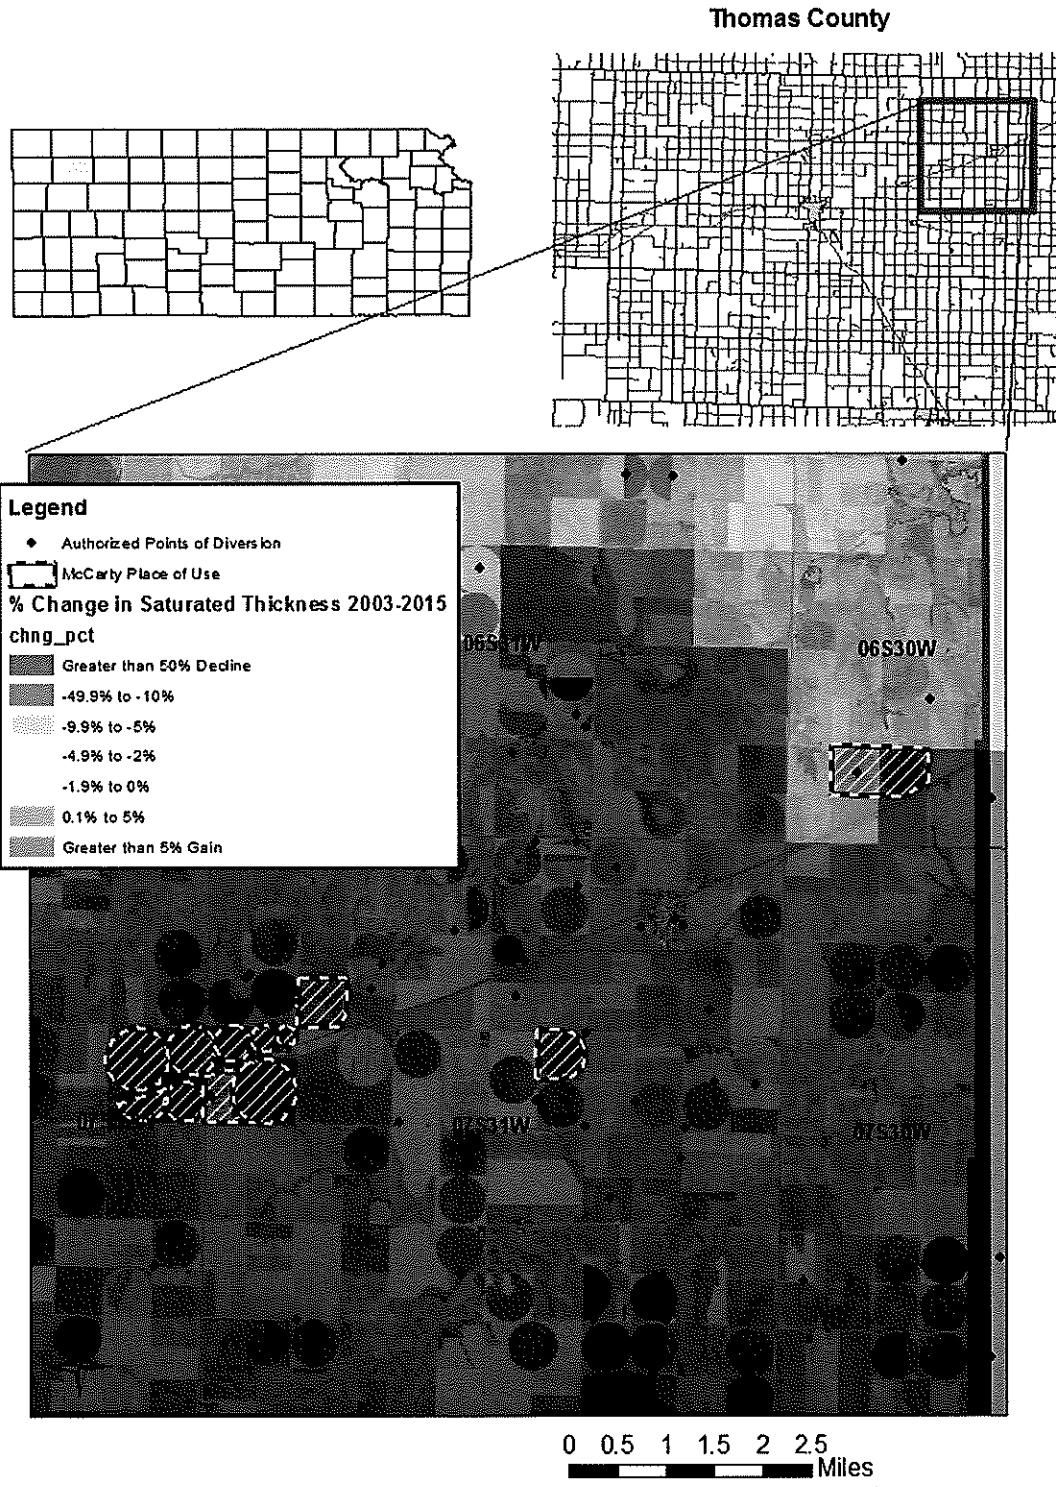 Thomas County
Legend
Authorized Points of Diversion
McCarty Place of Use
% Change in Saturated Thickness 2003-2015
chng_pct
Greater than 50% Decline
-49.9% to -10%
-9.9% to -5%
-4.9% to -2%
-1.9% to 0%
0.1% to 5%
Greater than 5% Gain
06S31W
06S30W
07S31W
07S30W
0 0.5 1 1.5 2 2.5
Miles